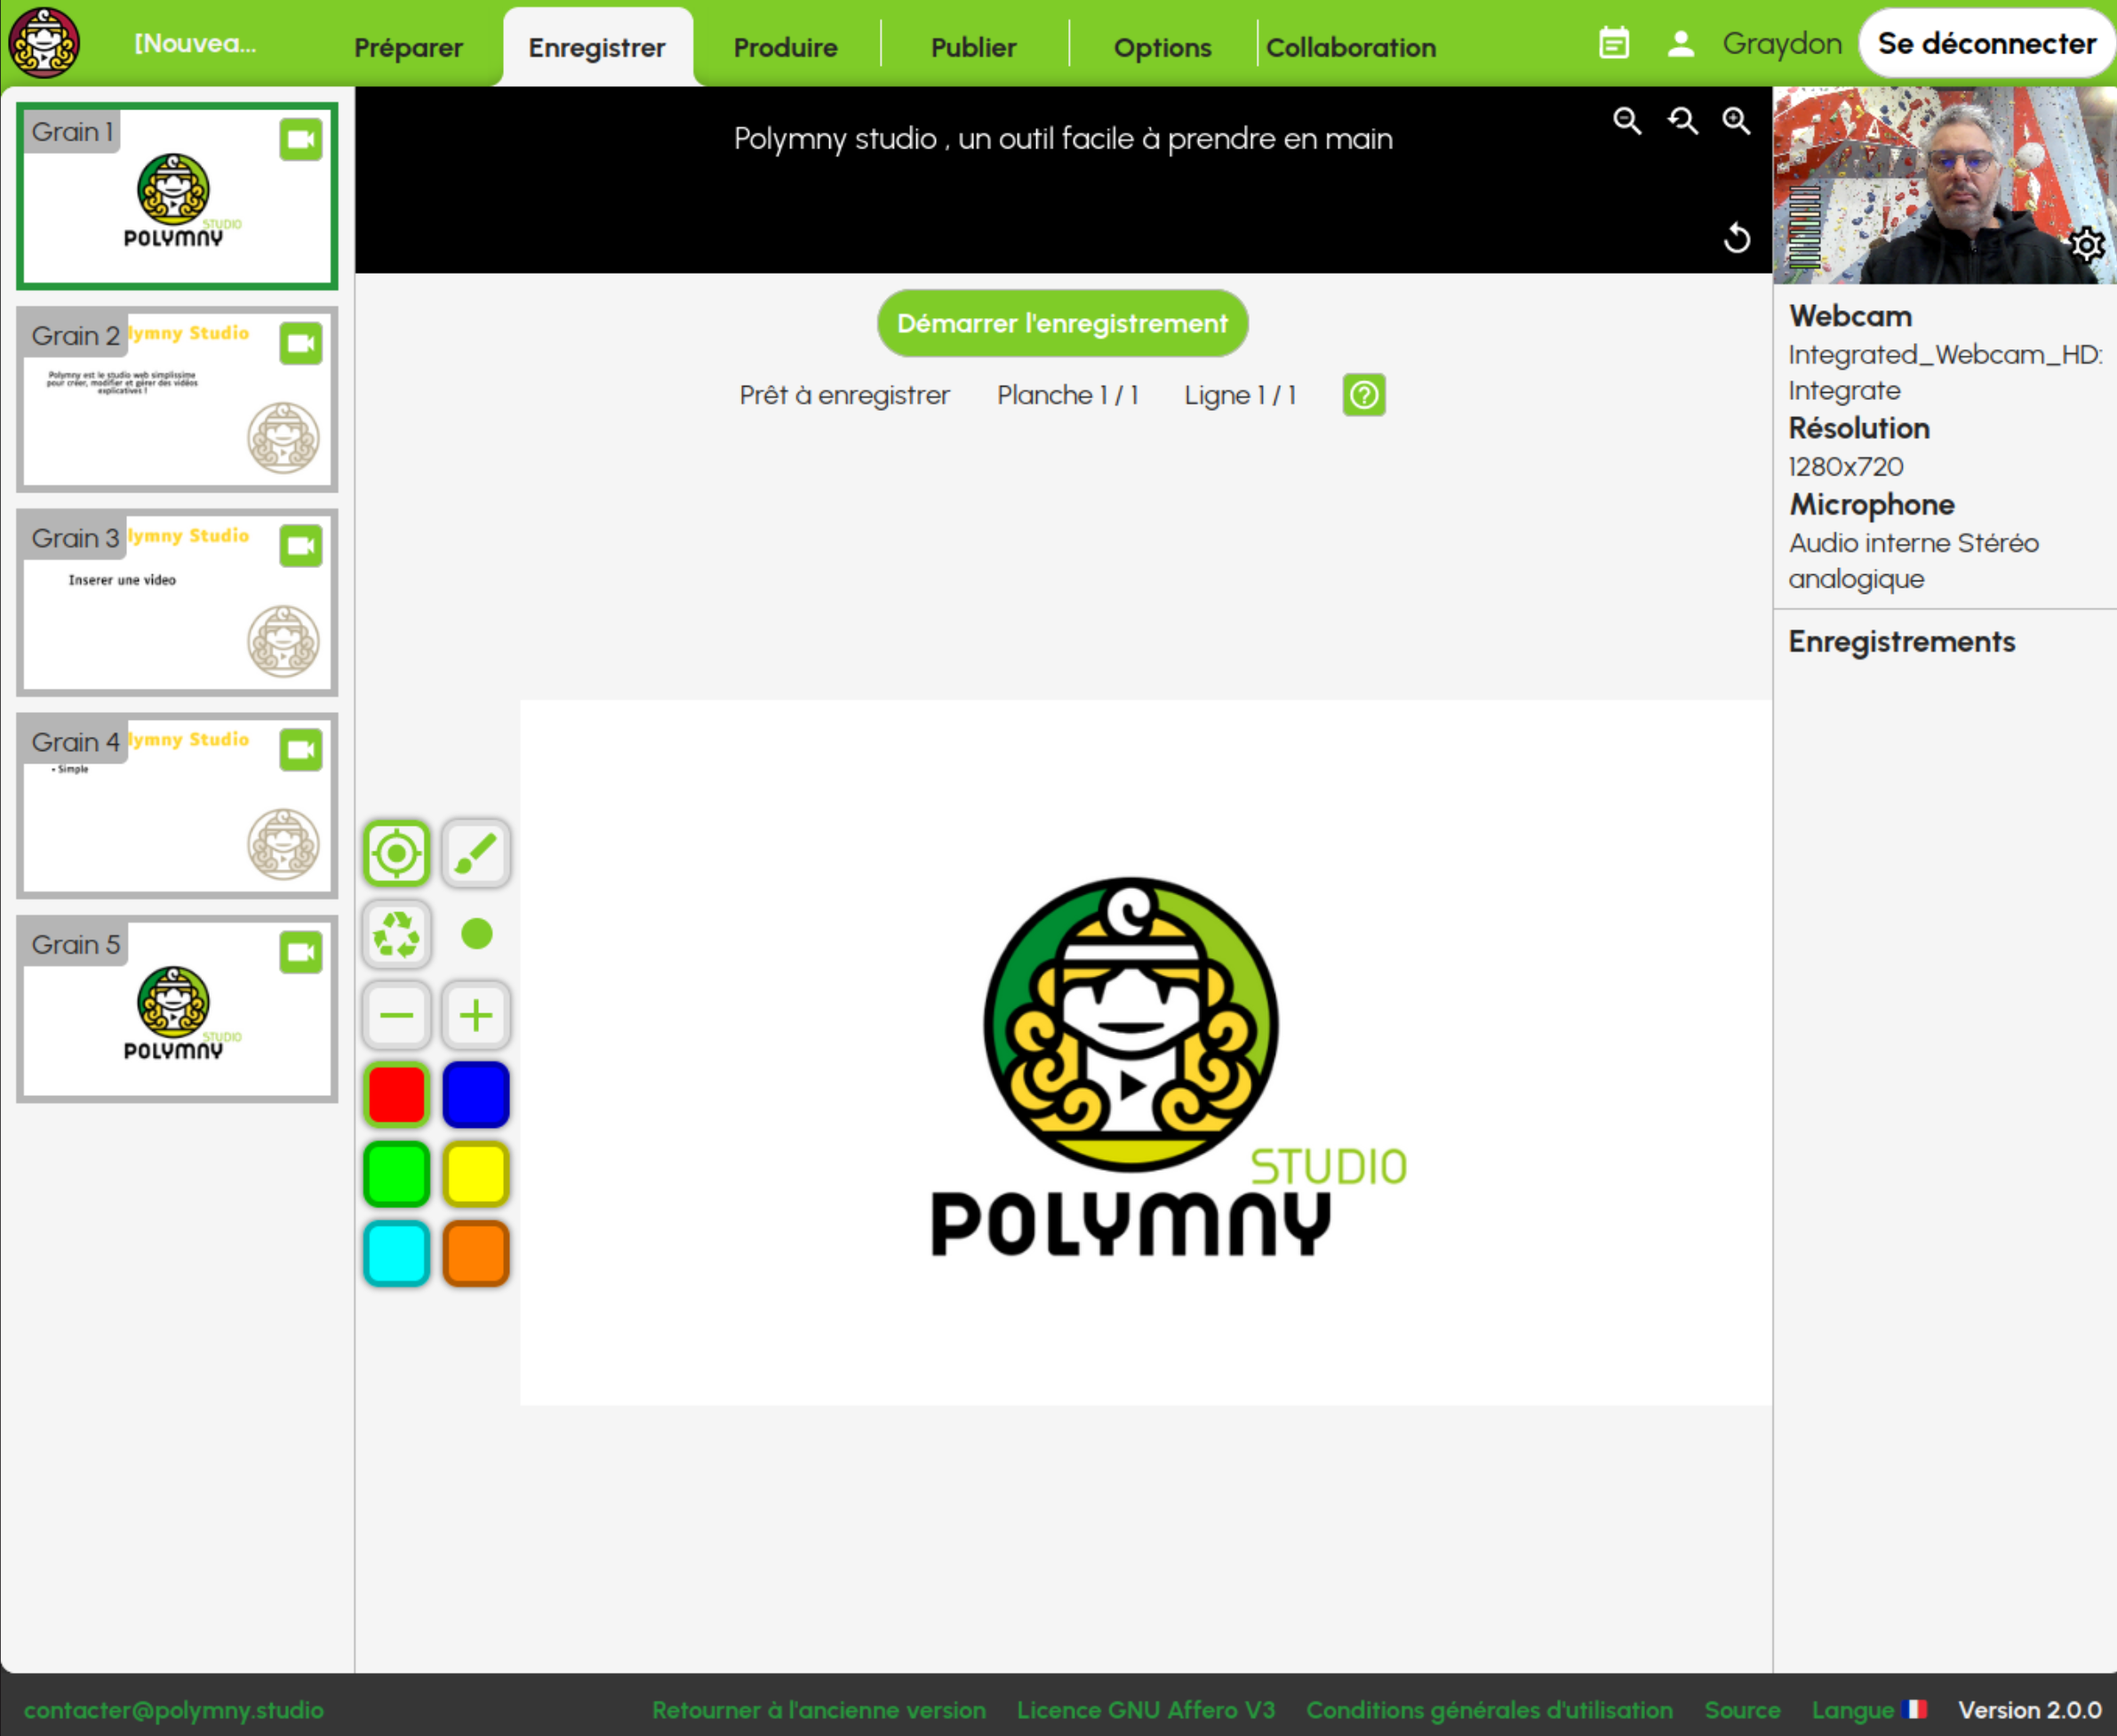 [Nouvea...
Préparer
Enregistrer
Produire
Publier
Options
Collaboration
Graydon
Se déconnecter
Grain 1
STUDIO
POLYMNY
Grain 2
lymny Studio
Polymny est le studio web simplissime
pour créer, modifier et gérer des vidéos
explicatives !
Grain 3
lymny Studio
Inserer une video
Grain 4
lymny Studio
• Simple
Grain 5
STUDIO
POLYMNY
Polymny studio , un outil facile à prendre en main
Démarrer l'enregistrement
Prêt à enregistrer
Planche 1 / 1
Ligne 1 / 1
STUDIO
POLYMNY
Webcam
Integrated_Webcam_HD:
Integrate
Résolution
1280x720
Microphone
Audio interne Stéréo
analogique
Enregistrements
contacter@polymny.studio
Retourner à l'ancienne version
Licence GNU Affero V3
Conditions générales d'utilisation
Source
Langue
Version 2.0.0